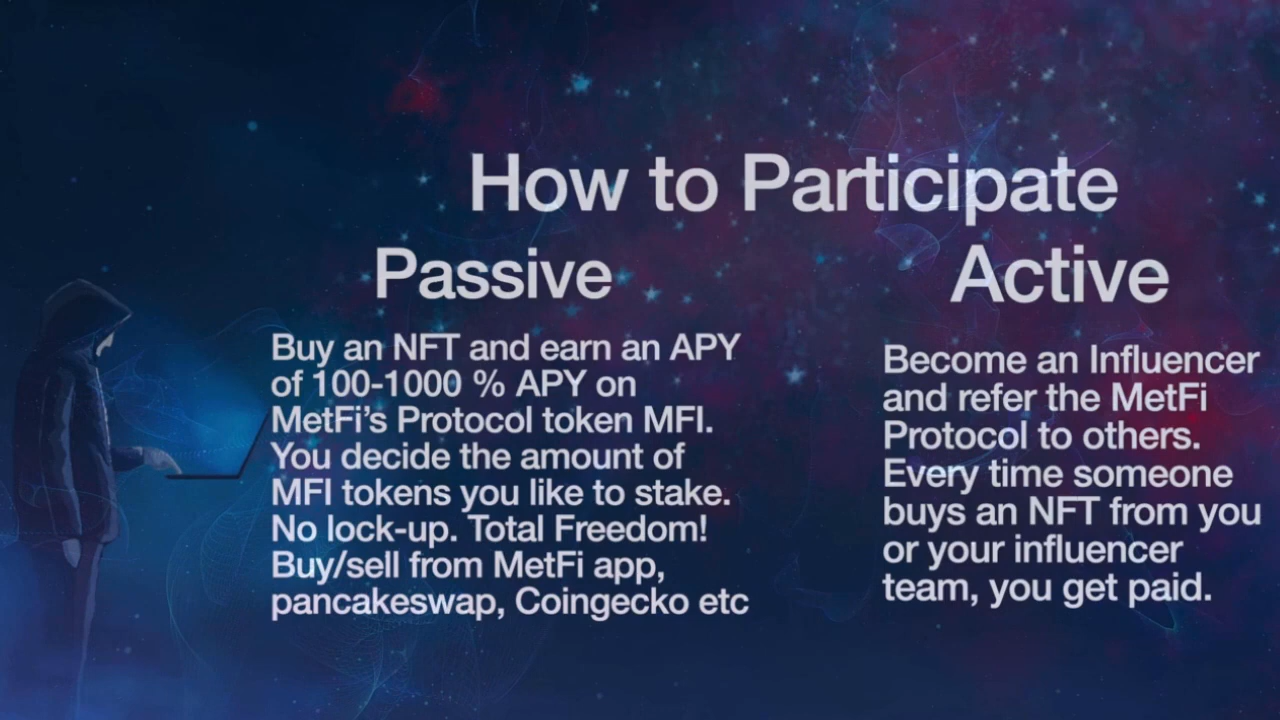 How to Participate
Passive
Buy an NFT and earn an APY
of 100-1000 % APY on
MetFi’s Protocol token MFI.
You decide the amount of
MFI tokens you like to stake.
No lock-up. Total Freedom!
Buy/sell from MetFi app,
pancakeswap, Coingecko etc
Active
Become an Influencer
and refer the MetFi
Protocol to others.
Every time someone
buys an NFT from you
or your influencer
team, you get paid.